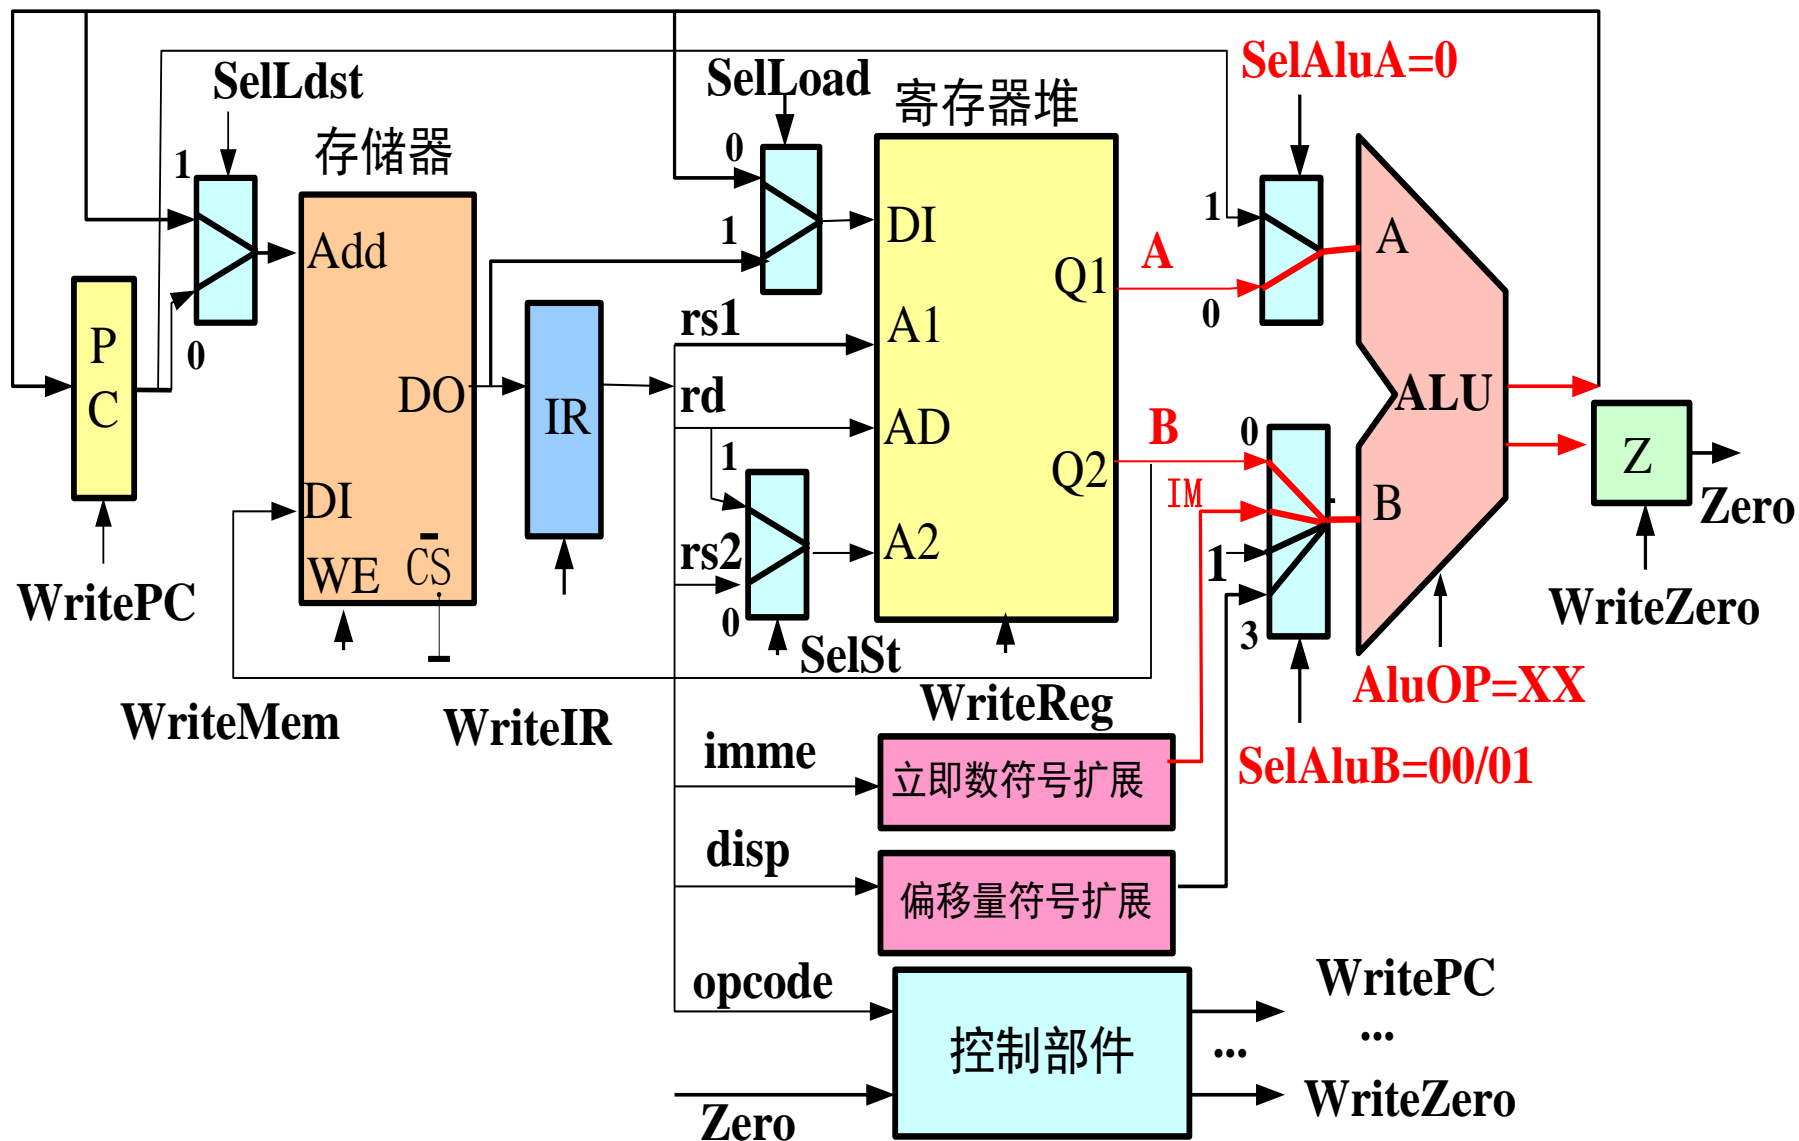 SelAluA=0
SelLdst
SelLoad
寄存器堆
存储器
1
0
Add
DI
1
1
A
A
Q1
0
rs1
A1
P
C
0
DO
IR
rd
AD
ALU
B
0
Q2
Z
1
IM
B
DI
Zero
rs2
A2
WE
CS
1
WritePC
0
3
WriteZero
SelSt
AluOP=XX
WriteMem
WriteIR
WriteReg
imme
立即数符号扩展
SelAluB=00/01
disp
偏移量符号扩展
opcode
控制部件
WritePC
...
...
Zero
WriteZero